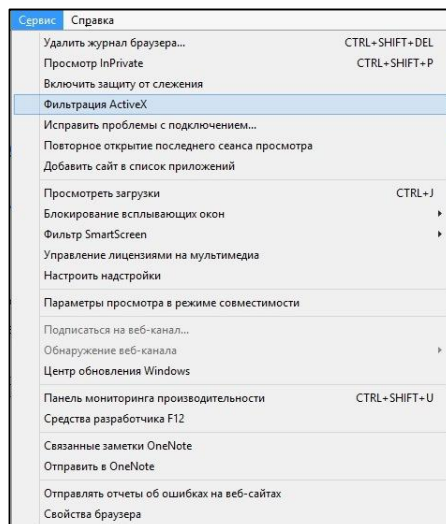 Сервис Справка
Удалить журнал браузера... CTRL+SHIFT+DEL
Просмотр InPrivate CTRL+SHIFT+P
Включить защиту от слежения
Фильтрация ActiveX
Исправить проблемы с подключением...
Повторное открытие последнего сеанса просмотра
Добавить сайт в список приложений
Просмотреть загрузки CTRL+J
Блокирование всплывающих окон
Фильтр SmartScreen
Управление лицензиями на мультимедиа
Настроить надстройки
Параметры просмотра в режиме совместимости
Подписаться на веб-канал...
Обнаружение веб-канала
Центр обновления Windows
Панель мониторинга производительности CTRL+SHIFT+U
Средства разработчика F12
Связанные заметки OneNote
Отправить в OneNote
Отправлять отчеты об ошибках на веб-сайтах
Свойства браузера